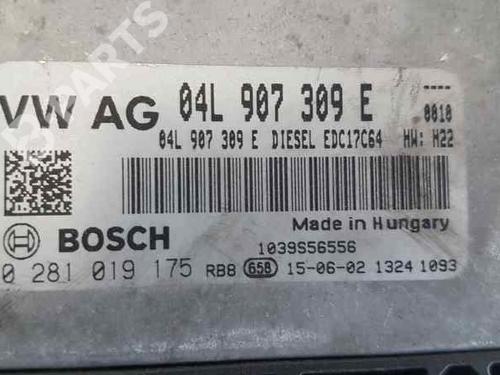 VW AG 04L 907 309 E ----
04L 907 309 E DIESEL EDC17C64 0010
HW: H22
Made in Hungary
BOSCH 1039S56556
0 281 019 175 RBB 658 15-06-02 1324 1093